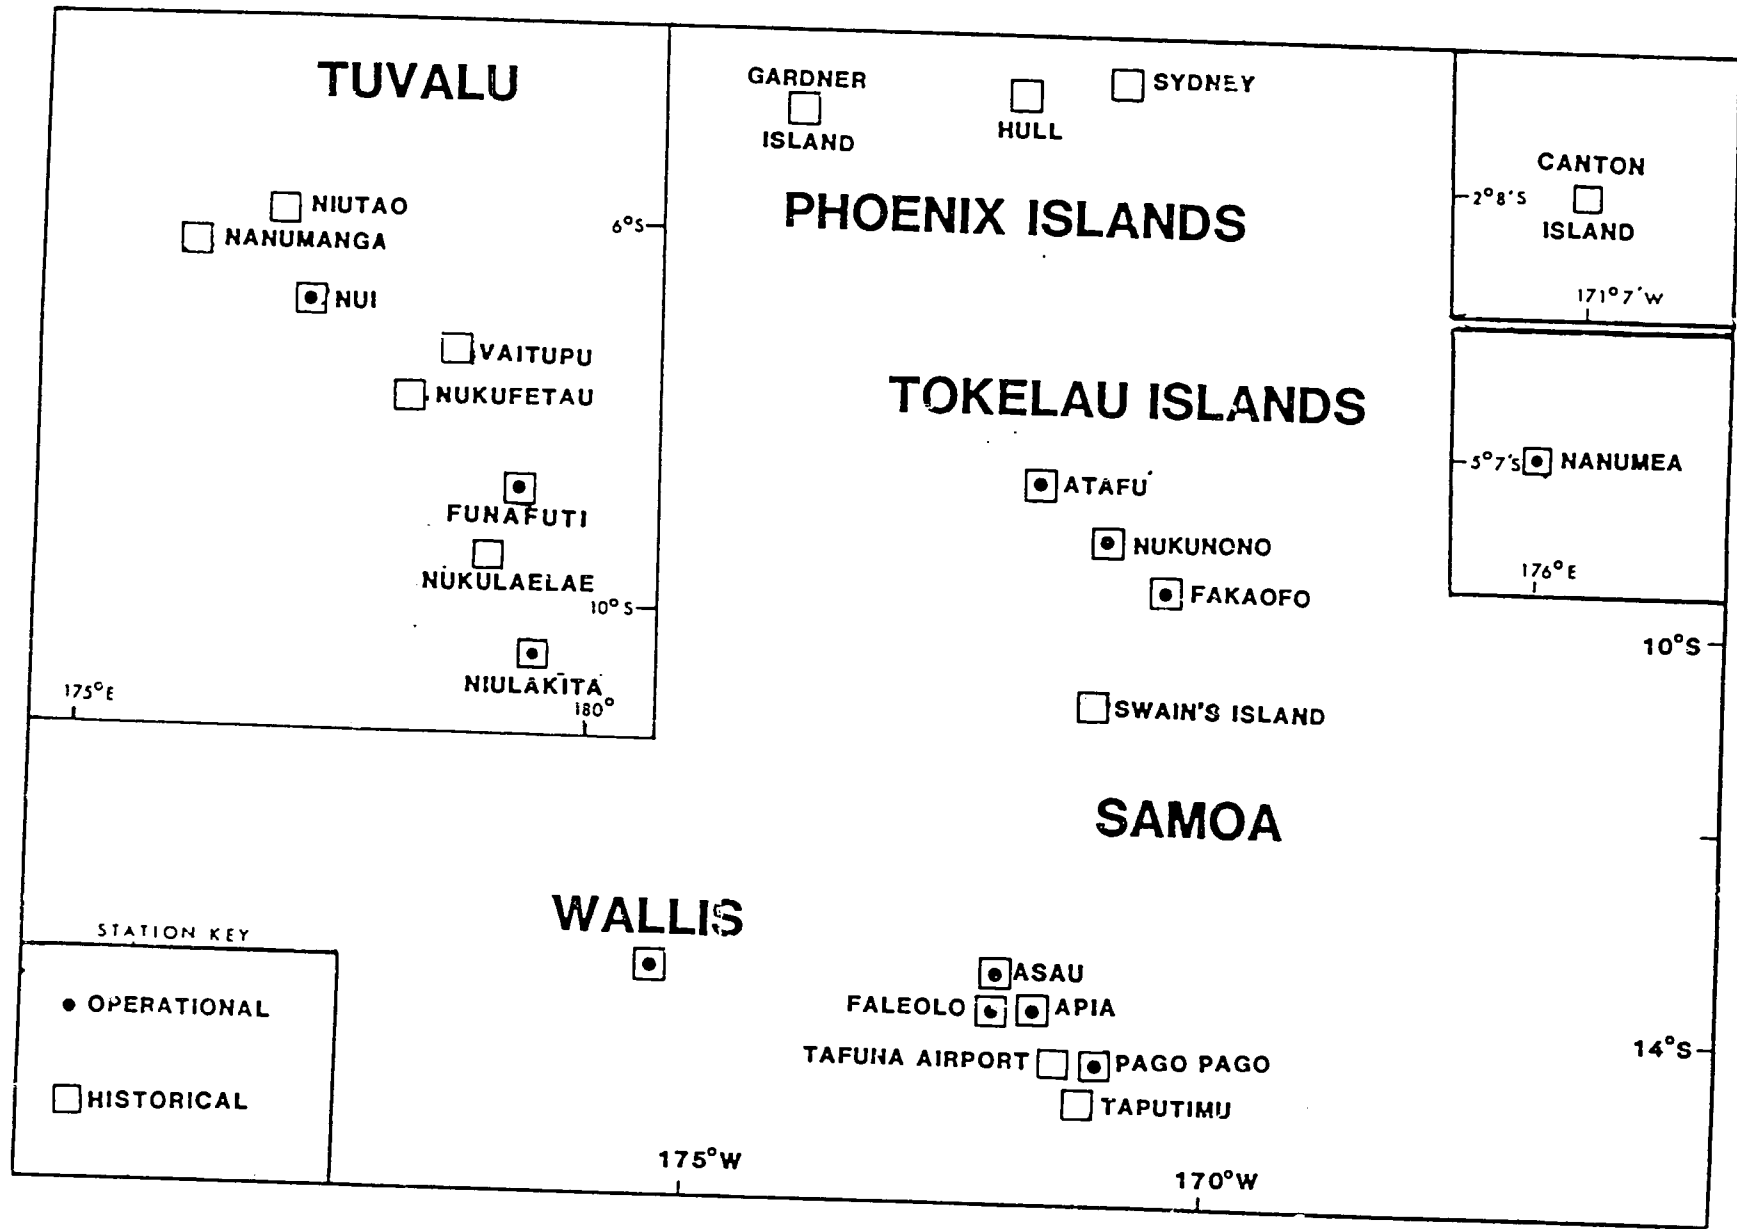 TUVALU
NIUTAO
NANUMANGA
NUI
VAITUPU
NUKUFETAU
FUNAFUTI
NUKULAELAE
NIULAKITA
6°S
10°S
175°E
180°
GARDNER
ISLAND
HULL
SYDNEY
PHOENIX ISLANDS
CANTON
ISLAND
2°8'S
171°7'W
TOKELAU ISLANDS
ATAFU
NUKUNONO
FAKAOFO
SWAIN'S ISLAND
5°7'S
NANUMEA
176°E
10°S
SAMOA
WALLIS
ASAU
FALEOLO
APIA
TAFUNA AIRPORT
PAGO PAGO
TAPUTIMU
14°S
175°W
170°W
STATION KEY
OPERATIONAL
HISTORICAL